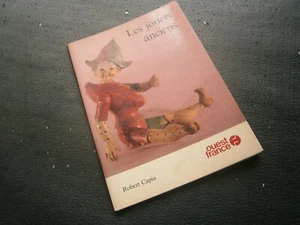 Les jouets
anciens
ouest
france
Robert Capia